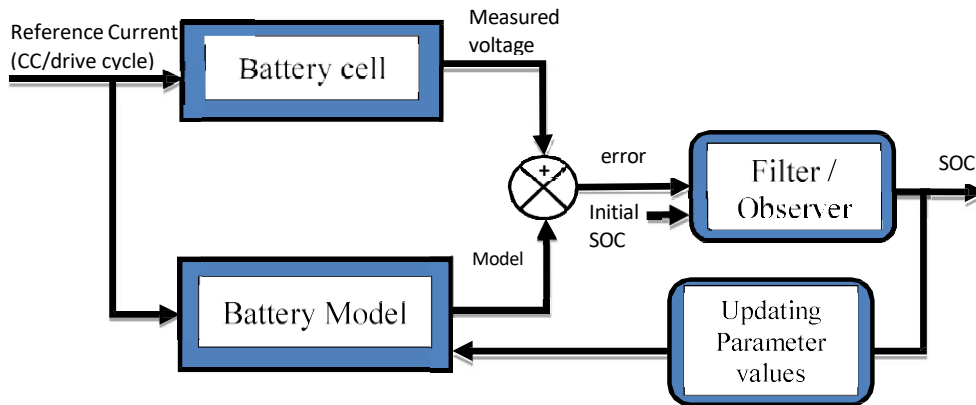 Reference Current
(CC/drive cycle)
Battery cell
Measured
voltage
+
error
Initial
SOC
Filter /
Observer
SOC
Model
Battery Model
Updating
Parameter
values